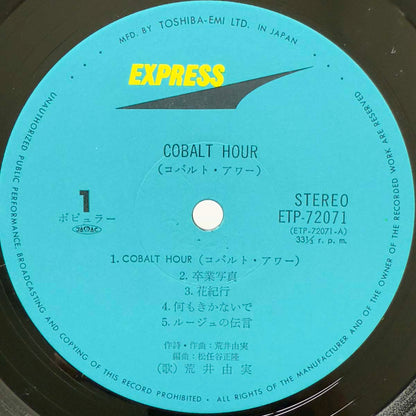 MFD. BY TOSHIBA-EMI LTD. IN JAPAN
EXPRESS
COBALT HOUR
(コバルト・アワー)
1
ポピュラー
JASRAC
STEREO
ETP-72071
(ETP-72071-A)
33⅓ r. p. m.
1. COBALT HOUR (コバルト・アワー)
2. 卒業写真
3. 花紀行
4. 何もきかないで
5. ルージュの伝言
作詩・作曲：荒井由実
編曲：松任谷正隆
(歌) 荒井由実
UNAUTHORIZED PUBLIC PERFORMANCE, BROADCASTING AND COPYING OF THIS RECORD PROHIBITED • ALL RIGHTS OF THE MANUFACTURER AND OF THE OWNER OF THE RECORDED WORK ARE RESERVED